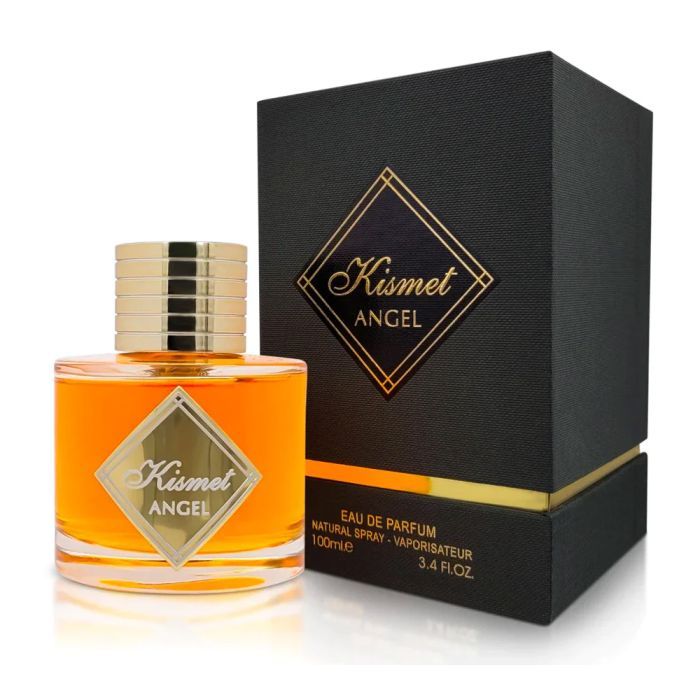 Kismet
ANGEL
Kismet
ANGEL
EAU DE PARFUM
NATURAL SPRAY - VAPORISATEUR
100ml.e 3.4 Fl.OZ.